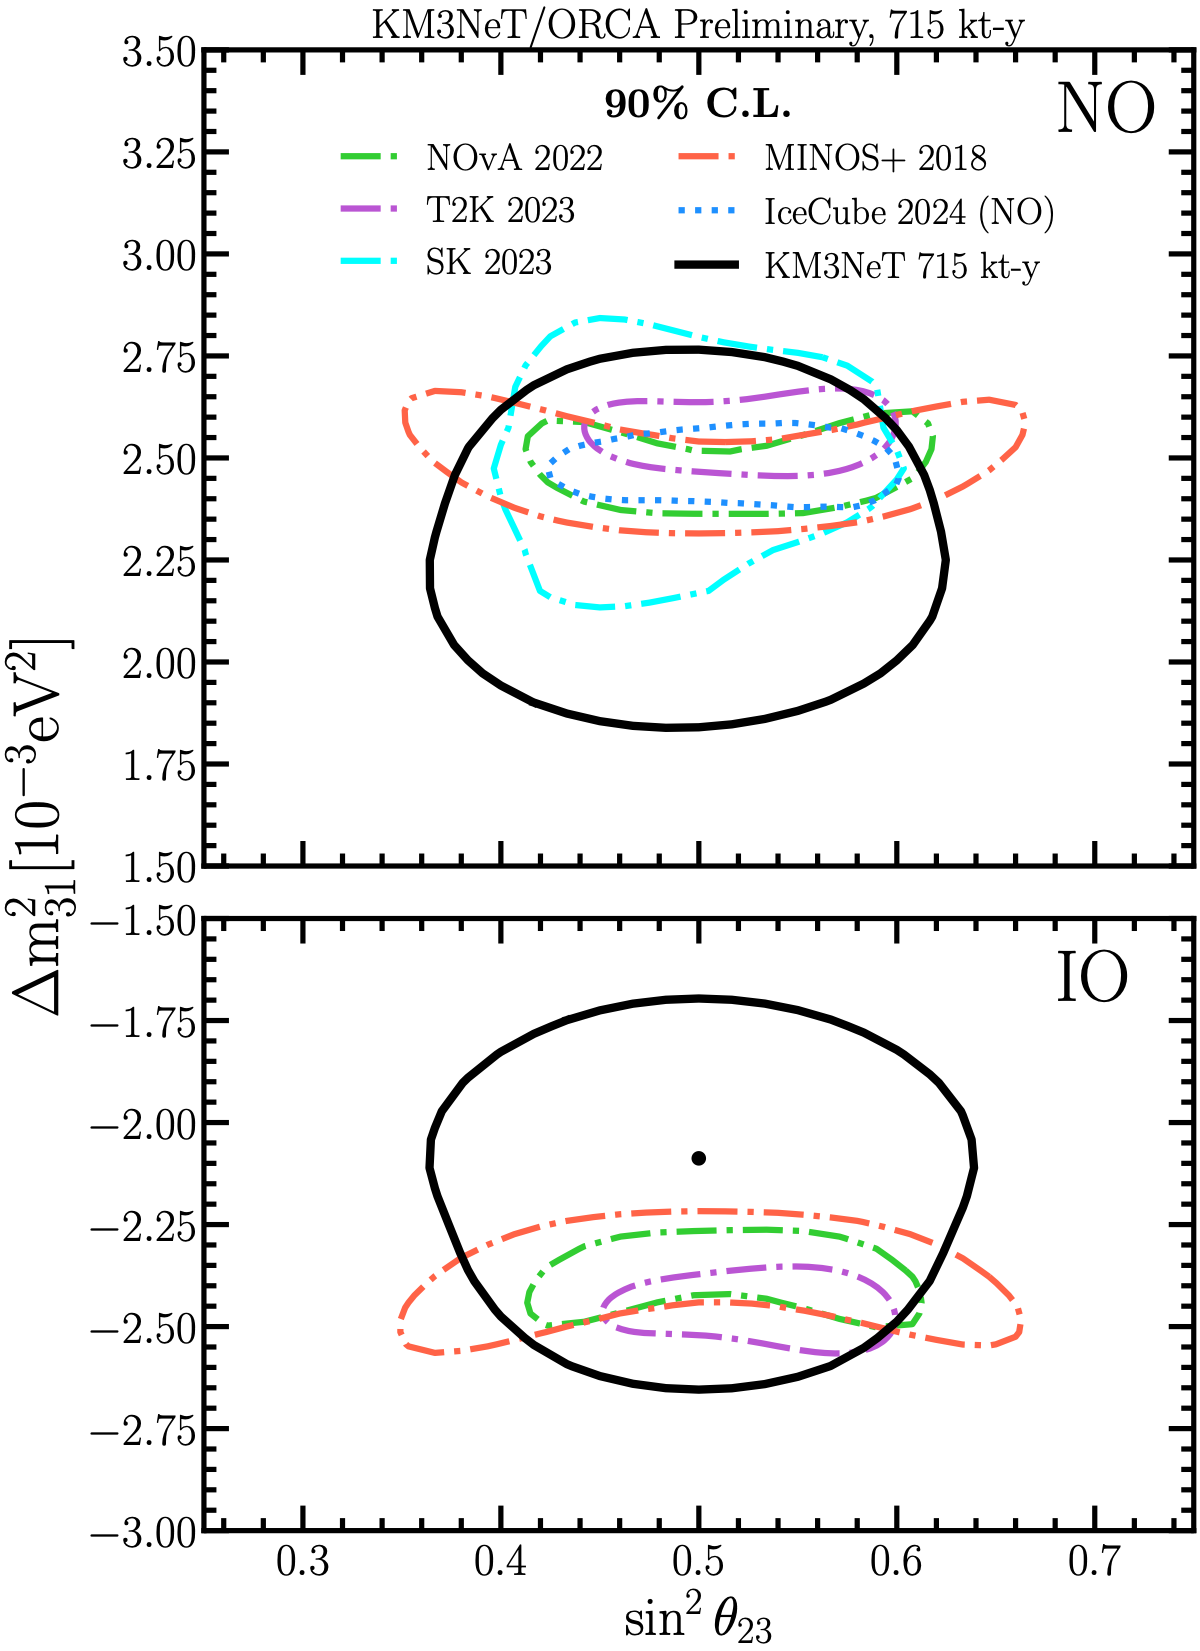 KM3NeT/ORCA Preliminary, 715 kt-y
NO
90% C.L.
NOvA 2022
T2K 2023
SK 2023
MINOS+ 2018
IceCube 2024 (NO)
KM3NeT 715 kt-y
3.50
3.25
3.00
2.75
2.50
2.25
2.00
1.75
1.50
Δm²₃₁[10⁻³eV²]
IO
−1.50
−1.75
−2.00
−2.25
−2.50
−2.75
−3.00
0.3 0.4 0.5 0.6 0.7
sin² θ₂₃